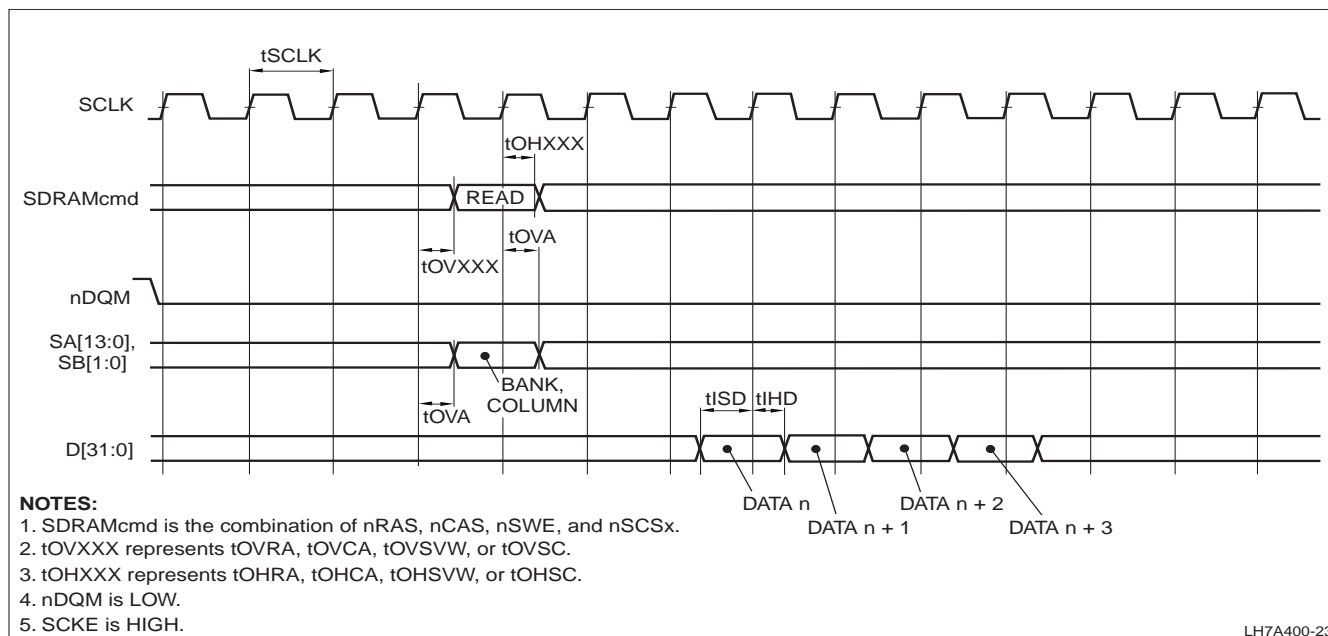 tSCLK
SCLK
tOHXXX
SDRAMcmd
READ
tOVXXX
tOVA
nDQM
SA[13:0],
SB[1:0]
BANK,
COLUMN
tOVA
tISD
tIHD
D[31:0]
DATA n
DATA n + 1
DATA n + 2
DATA n + 3
NOTES:
1. SDRAMcmd is the combination of nRAS, nCAS, nSWE, and nSCSx.
2. tOVXXX represents tOVRA, tOVCA, tOVSVW, or tOVSC.
3. tOHXXX represents tOHRA, tOHCA, tOHSVW, or tOHSC.
4. nDQM is LOW.
5. SCKE is HIGH.
LH7A400-23